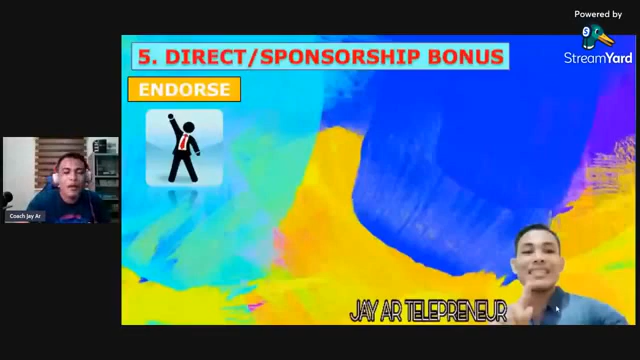 Powered by
StreamYard
5. DIRECT/SPONSORSHIP BONUS
ENDORSE
Coach Jay Ar
JAY AR TELEPRENEUR